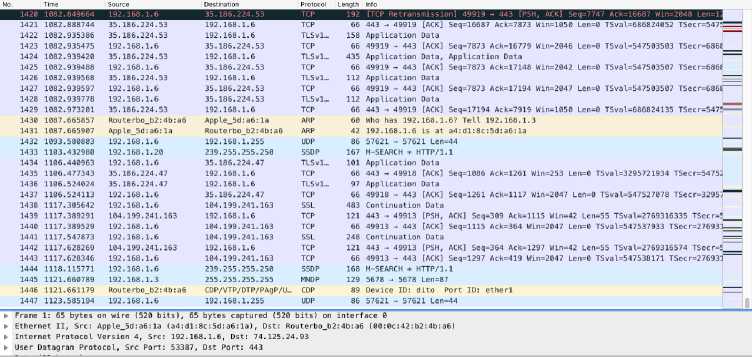 No. Time Source Destination Protocol Length Info
1420 1082.849664 192.168.1.6 35.186.224.53 TCP 192 [TCP Retransmission] 49919 → 443 [PSH, ACK] Seq=7747 Ack=16687 Win=2048 Len=1
1421 1082.888744 35.186.224.53 192.168.1.6 TCP 66 443 → 49919 [ACK] Seq=16687 Ack=7873 Win=1050 Len=0 TSval=686824052 TSecr=5475
1422 1082.935386 35.186.224.53 192.168.1.6 TLSv1… 158 Application Data
1423 1082.935475 192.168.1.6 35.186.224.53 TCP 66 49919 → 443 [ACK] Seq=7873 Ack=16779 Win=2046 Len=0 TSval=547503503 TSecr=6868
1424 1082.939420 35.186.224.53 192.168.1.6 TLSv1… 435 Application Data, Application Data
1425 1082.939488 192.168.1.6 35.186.224.53 TCP 66 49919 → 443 [ACK] Seq=7873 Ack=17148 Win=2042 Len=0 TSval=547503507 TSecr=6868
1426 1082.939568 35.186.224.53 192.168.1.6 TLSv1… 112 Application Data
1427 1082.939597 192.168.1.6 35.186.224.53 TCP 66 49919 → 443 [ACK] Seq=7873 Ack=17194 Win=2047 Len=0 TSval=547503507 TSecr=6868
1428 1082.939778 192.168.1.6 35.186.224.53 TLSv1… 112 Application Data
1429 1082.973201 35.186.224.53 192.168.1.6 TCP 66 443 → 49919 [ACK] Seq=17194 Ack=7919 Win=1050 Len=0 TSval=686824135 TSecr=5475
1430 1087.665857 Routerbo_b2:4b:a6 Apple_5d:a6:1a ARP 60 Who has 192.168.1.6? Tell 192.168.1.3
1431 1087.665907 Apple_5d:a6:1a Routerbo_b2:4b:a6 ARP 42 192.168.1.6 is at a4:d1:8c:5d:a6:1a
1432 1093.580883 192.168.1.6 192.168.1.255 UDP 86 57621 → 57621 Len=44
1433 1103.432980 192.168.1.20 239.255.255.250 SSDP 167 M-SEARCH * HTTP/1.1
1434 1106.440963 192.168.1.6 35.186.224.47 TLSv1… 101 Application Data
1435 1106.477343 35.186.224.47 192.168.1.6 TCP 66 443 → 49918 [ACK] Seq=1086 Ack=1261 Win=253 Len=0 TSval=3295721934 TSecr=5475
1436 1106.524024 35.186.224.47 192.168.1.6 TLSv1… 97 Application Data
1437 1106.524113 192.168.1.6 35.186.224.47 TCP 66 49918 → 443 [ACK] Seq=1261 Ack=1117 Win=2047 Len=0 TSval=547527078 TSecr=3295
1438 1117.305642 192.168.1.6 104.199.241.163 SSL 483 Continuation Data
1439 1117.389291 104.199.241.163 192.168.1.6 TCP 121 443 → 49913 [PSH, ACK] Seq=309 Ack=1115 Win=42 Len=55 TSval=2769316335 TSecr=5
1440 1117.389529 192.168.1.6 104.199.241.163 TCP 66 49913 → 443 [ACK] Seq=1115 Ack=364 Win=2047 Len=0 TSval=547537933 TSecr=276931
1441 1117.547873 192.168.1.6 104.199.241.163 SSL 248 Continuation Data
1442 1117.628269 104.199.241.163 192.168.1.6 TCP 121 443 → 49913 [PSH, ACK] Seq=364 Ack=1297 Win=42 Len=55 TSval=2769316574 TSecr=5
1443 1117.628346 192.168.1.6 104.199.241.163 TCP 66 49913 → 443 [ACK] Seq=1297 Ack=419 Win=2047 Len=0 TSval=547538171 TSecr=276931
1444 1118.115771 192.168.1.6 239.255.255.250 SSDP 168 M-SEARCH * HTTP/1.1
1445 1121.660789 192.168.1.3 255.255.255.255 MNDP 129 5678 → 5678 Len=87
1446 1121.661179 Routerbo_b2:4b:a6 CDP/VTP/DTP/PAgP/U… CDP 89 Device ID: dito Port ID: ether1
1447 1123.585194 192.168.1.6 192.168.1.255 UDP 86 57621 → 57621 Len=44
Frame 1: 65 bytes on wire (520 bits), 65 bytes captured (520 bits) on interface 0
Ethernet II, Src: Apple_5d:a6:1a (a4:d1:8c:5d:a6:1a), Dst: Routerbo_b2:4b:a6 (00:0c:42:b2:4b:a6)
Internet Protocol Version 4, Src: 192.168.1.6, Dst: 74.125.24.93
User Datagram Protocol, Src Port: 53387, Dst Port: 443